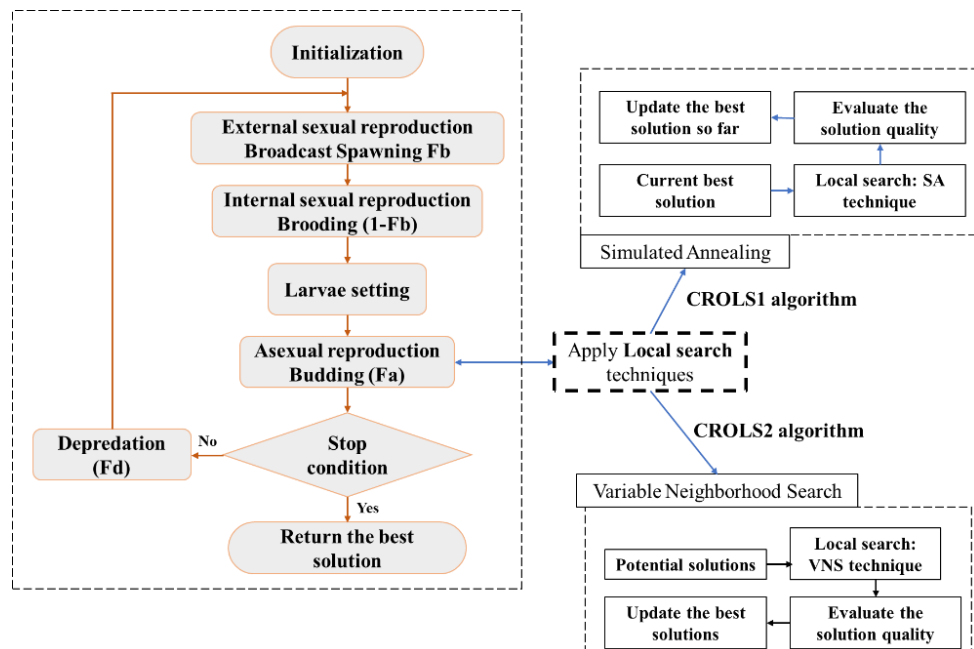 Initialization
External sexual reproduction
Broadcast Spawning Fb
Internal sexual reproduction
Brooding (1-Fb)
Larvae setting
Asexual reproduction
Budding (Fa)
Stop
condition
No
Depredation
(Fd)
Yes
Return the best
solution
Apply Local search
techniques
CROLS1 algorithm
Simulated Annealing
Update the best
solution so far
Evaluate the
solution quality
Current best
solution
Local search: SA
technique
CROLS2 algorithm
Variable Neighborhood Search
Potential solutions
Local search:
VNS technique
Update the best
solutions
Evaluate the
solution quality